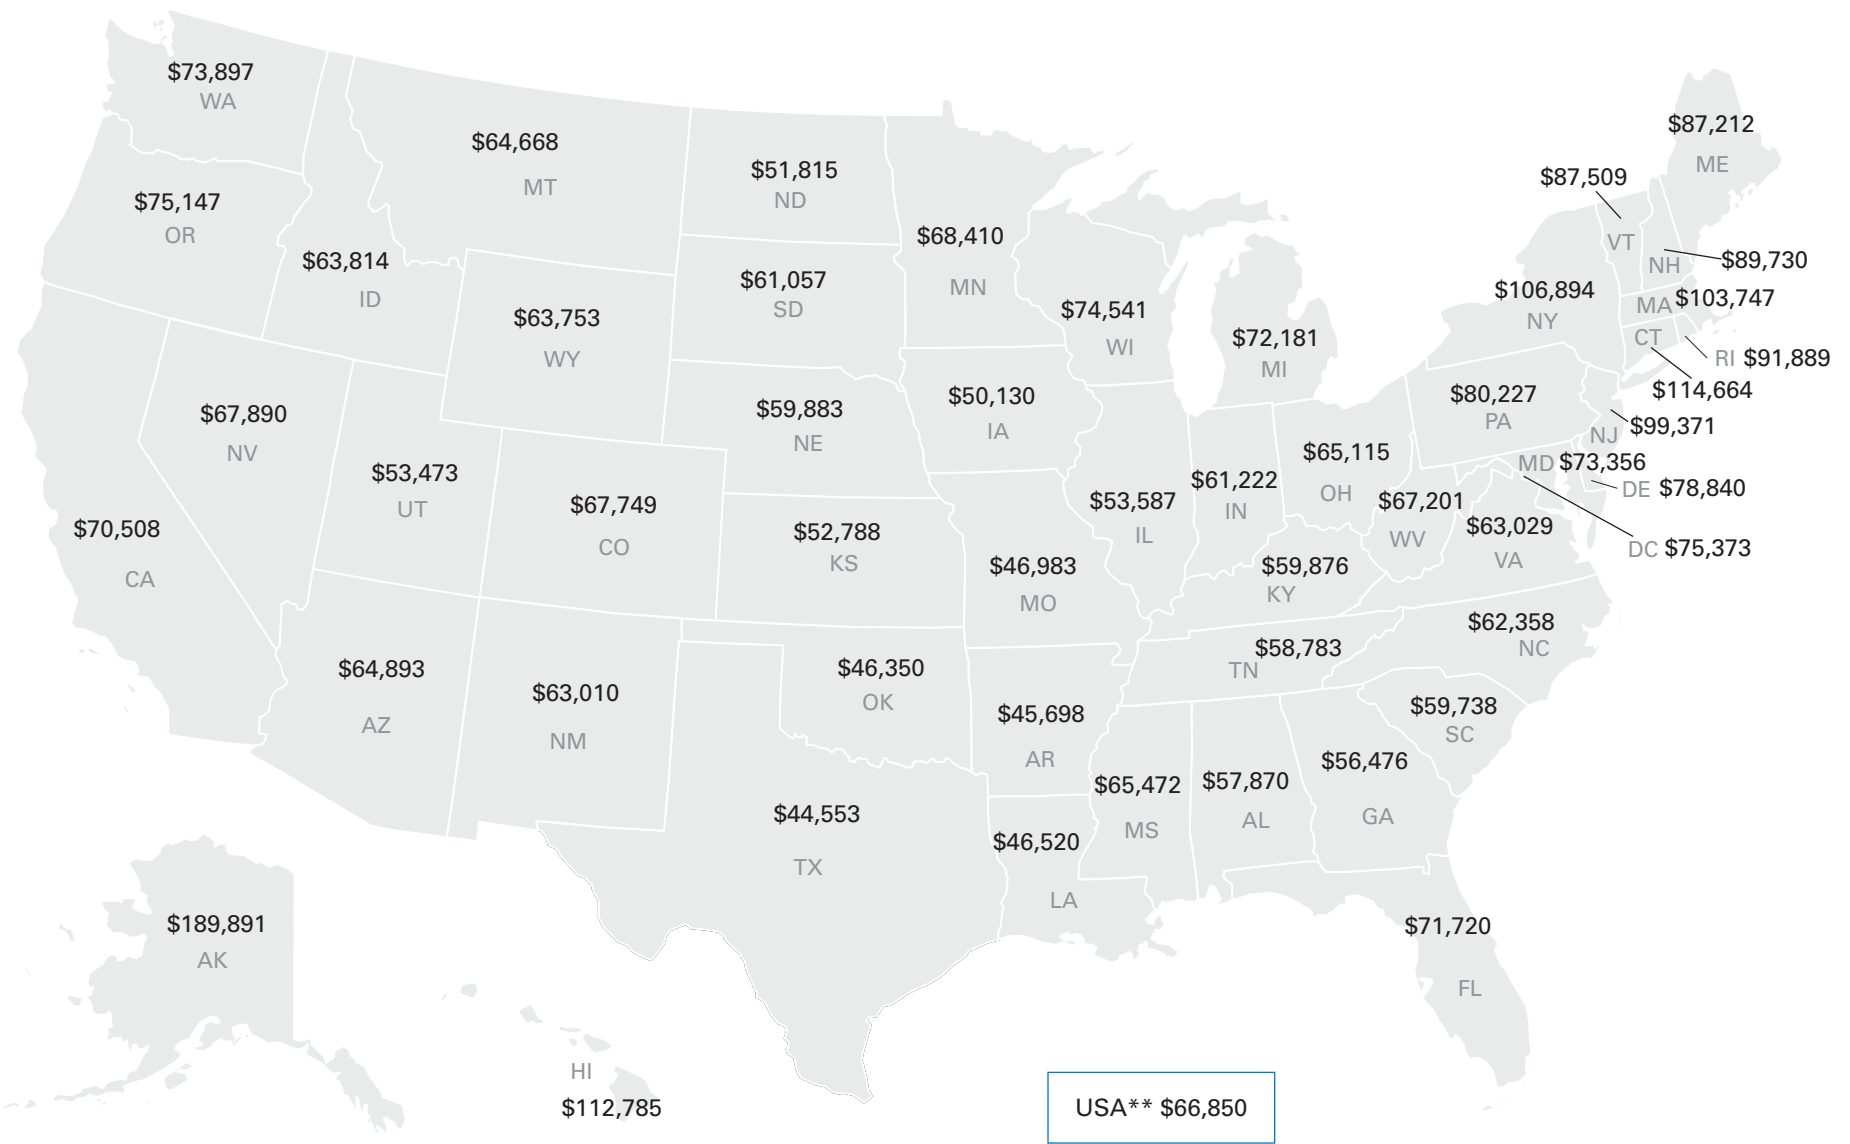 $73,897
WA
$75,147
OR
$63,814
ID
$64,668
MT
$51,815
ND
$68,410
MN
$61,057
SD
$63,753
WY
$74,541
WI
$72,181
MI
$87,212
ME
$87,509
VT
NH $89,730
$106,894
NY
MA $103,747
CT
$114,664
RI $91,889
$80,227
PA
$99,371
NJ
MD $73,356
DE $78,840
DC $75,373
$67,890
NV
$53,473
UT
$70,508
CA
$67,749
CO
$59,883
NE
$50,130
IA
$52,788
KS
$46,983
MO
$53,587
IL
$61,222
IN
$65,115
OH
$67,201
WV
$63,029
VA
$59,876
KY
$62,358
NC
$58,783
TN
$59,738
SC
$64,893
AZ
$63,010
NM
$46,350
OK
$45,698
AR
$65,472
MS
$57,870
AL
$56,476
GA
$44,553
TX
$46,520
LA
$71,720
FL
$189,891
AK
HI
$112,785
USA** $66,850